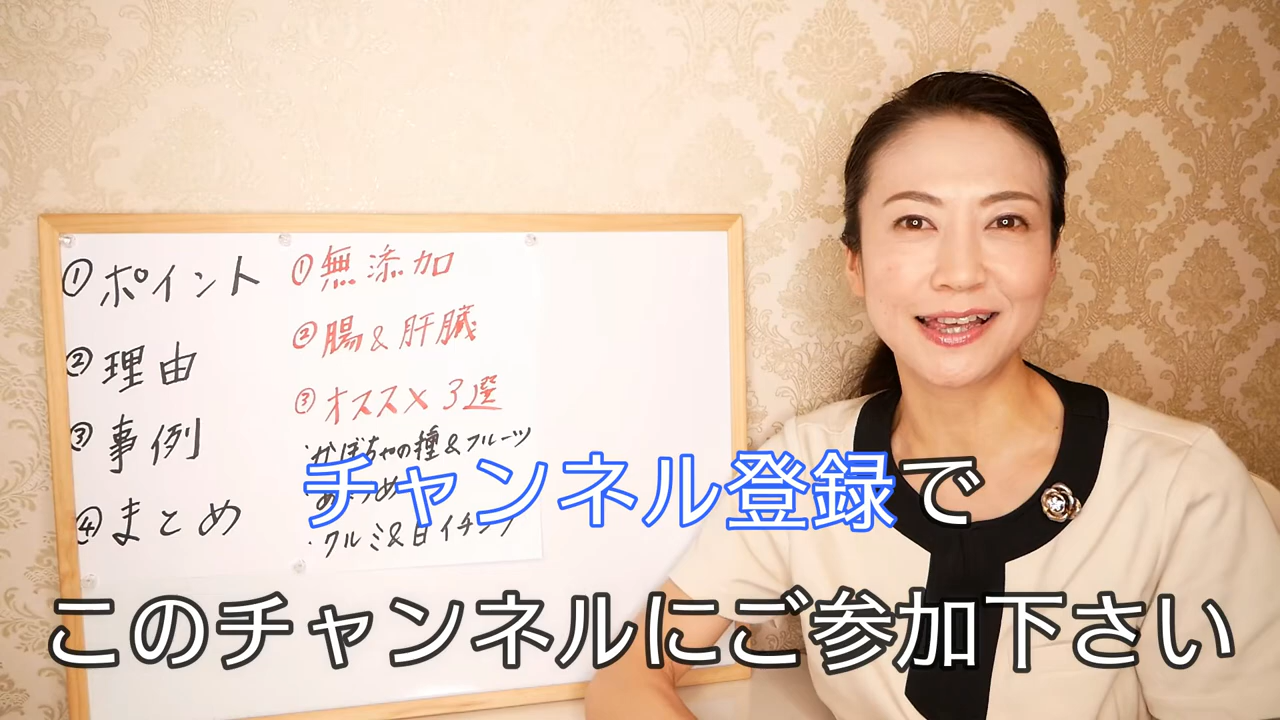 ①ポイント
②理由
③事例
④まとめ
①無添加
②腸&肝臓
③オススメ3選
・かぼちゃの種&フルーツ
・クルミ&白イチジク
チャンネル登録で
このチャンネルにご参加下さい